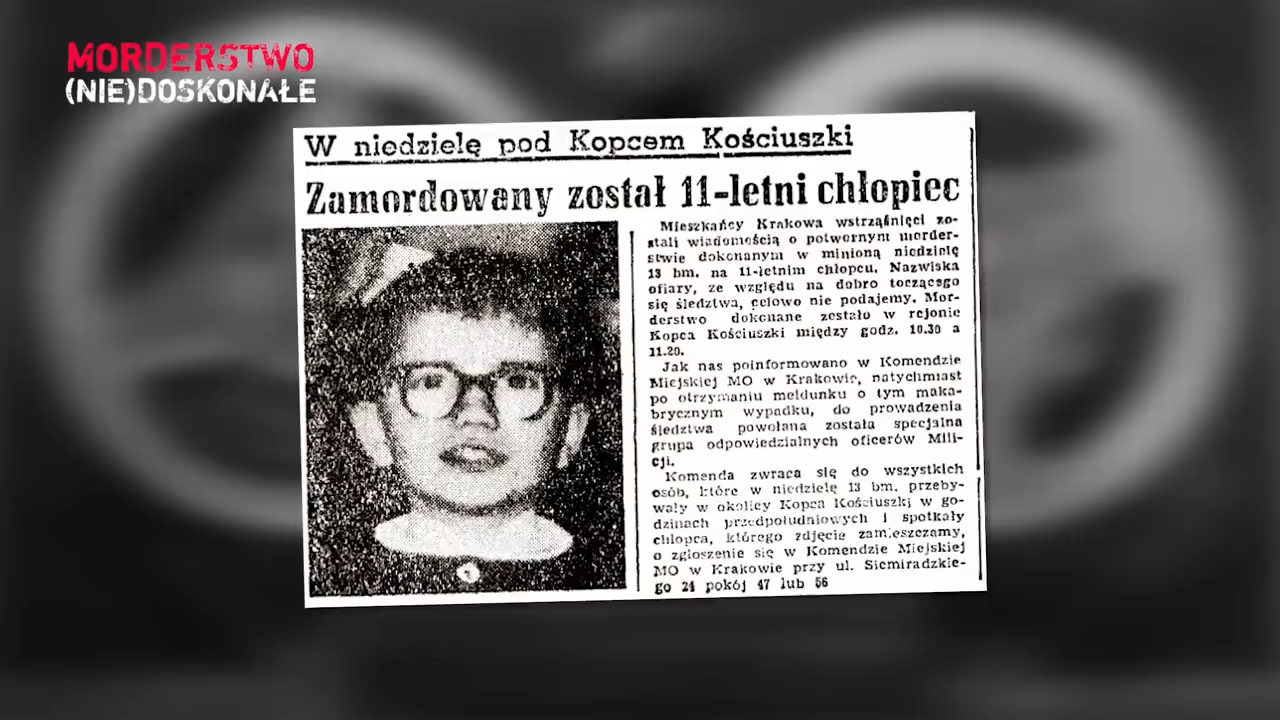 MORDERSTWO
(NIE)DOSKONAŁE
W niedzielę pod Kopcem Kościuszki
Zamordowany został 11-letni chłopiec
Mieszkańcy Krakowa wstrząśnięci zo-
stali wiadomością o potwornym morder-
stwie dokonanym w minioną niedzielę
13 bm. na 11-letnim chłopcu. Nazwiska
ofiary, ze względu na dobro toczącego
się śledztwa, celowo nie podajemy. Mor-
derstwo dokonane zostało w rejonie
Kopca Kościuszki między godz. 10.30 a
11.20.
Jak nas poinformowano w Komendzie
Miejskiej MO w Krakowie, natychmiast
po otrzymaniu meldunku o tym maka-
brycznym wypadku, do prowadzenia
śledztwa powołana została specjalna
grupa odpowiedzialnych oficerów Mili-
cji.
Komenda zwraca się do wszystkich
osób, które w niedzielę 13 bm. przeby-
wały w okolicy Kopca Kościuszki w go-
dzinach przedpołudniowych i spotkały
chłopca, którego zdjęcie zamieszczamy,
o zgłoszenie się w Komendzie Miejskiej
MO w Krakowie przy ul. Siemiradzkie-
go 24 pokój 47 lub 56